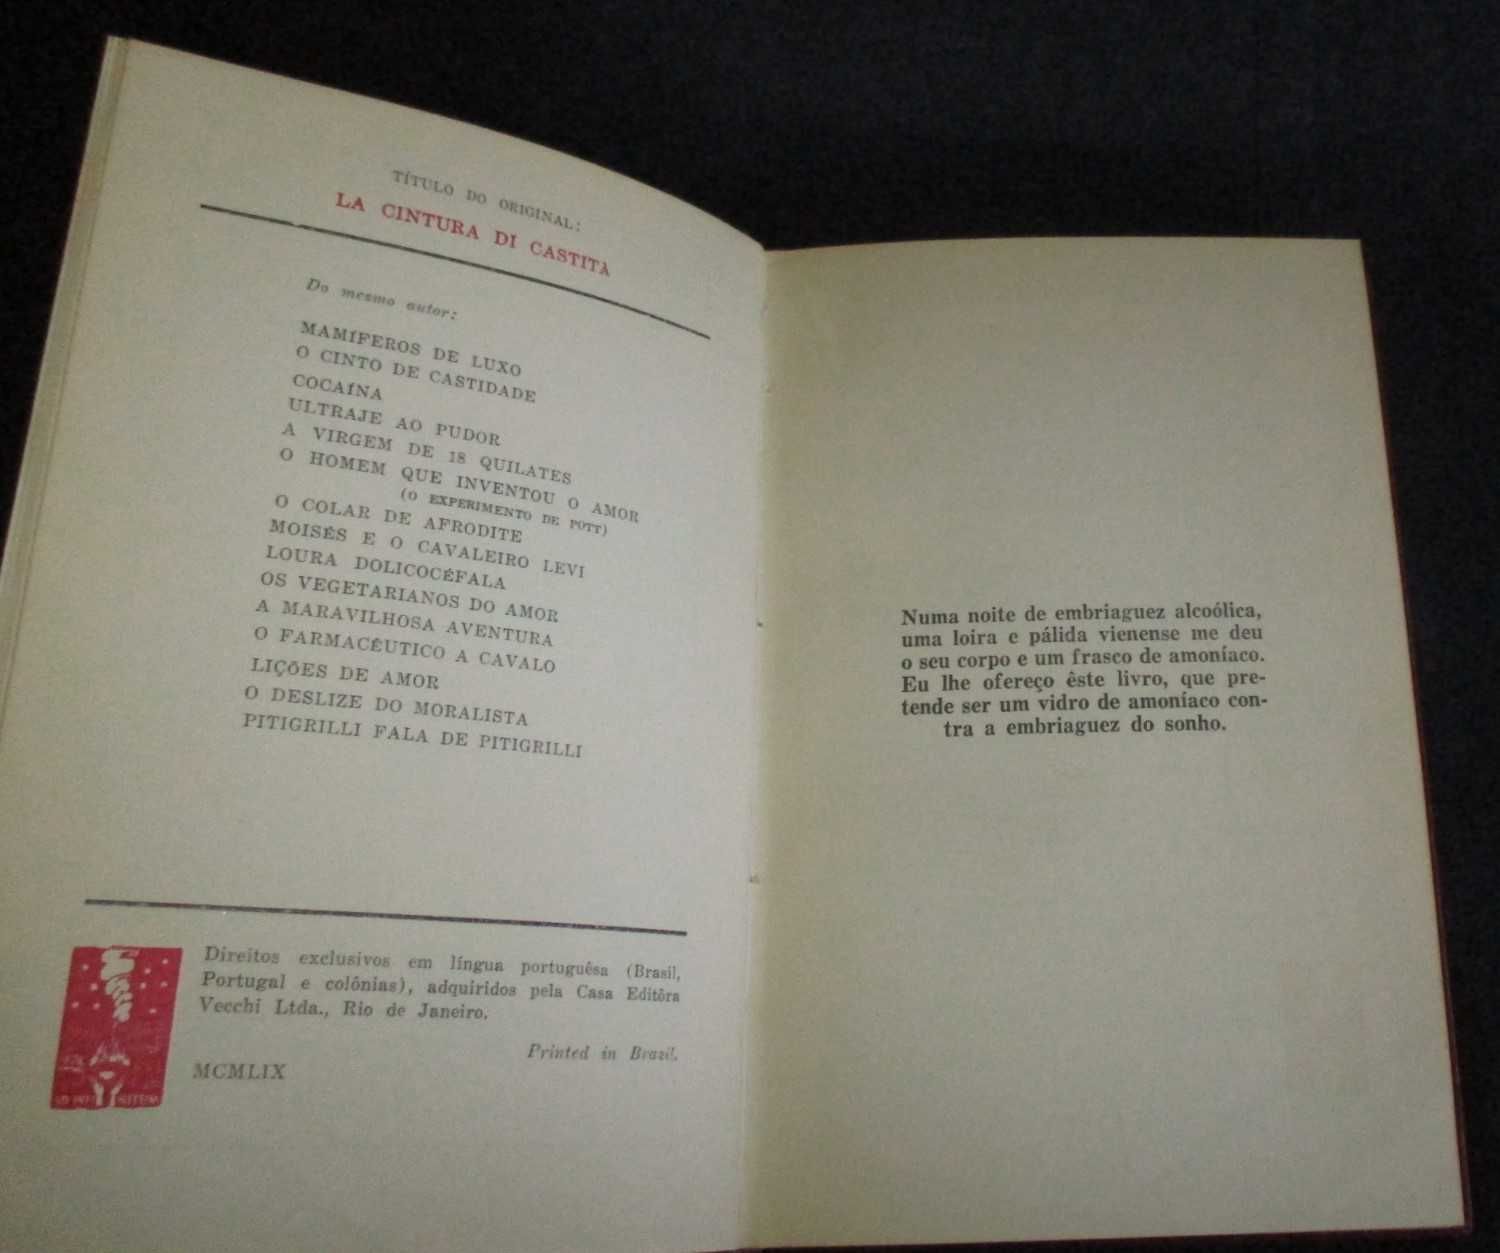 TÍTULO DO ORIGINAL:
LA CINTURA DI CASTITÀ
Do mesmo autor:
MAMÍFEROS DE LUXO
O CINTO DE CASTIDADE
COCAÍNA
ULTRAJE AO PUDOR
A VIRGEM DE 18 QUILATES
O HOMEM QUE INVENTOU O AMOR
(O EXPERIMENTO DE POTT)
O COLAR DE AFRODITE
MOISÉS E O CAVALEIRO LEVI
LOURA DOLICOCÉFALA
OS VEGETARIANOS DO AMOR
A MARAVILHOSA AVENTURA
O FARMACÊUTICO A CAVALO
LIÇÕES DE AMOR
O DESLIZE DO MORALISTA
PITIGRILLI FALA DE PITIGRILLI
Direitos exclusivos em língua portuguêsa (Brasil,
Portugal e colônias), adquiridos pela Casa Editôra
Vecchi Ltda., Rio de Janeiro.
Printed in Brazil.
MCMLIX
Numa noite de embriaguez alcoólica,
uma loira e pálida vienense me deu
o seu corpo e um frasco de amoníaco.
Eu lhe ofereço êste livro, que pre-
tende ser um vidro de amoníaco con-
tra a embriaguez do sonho.